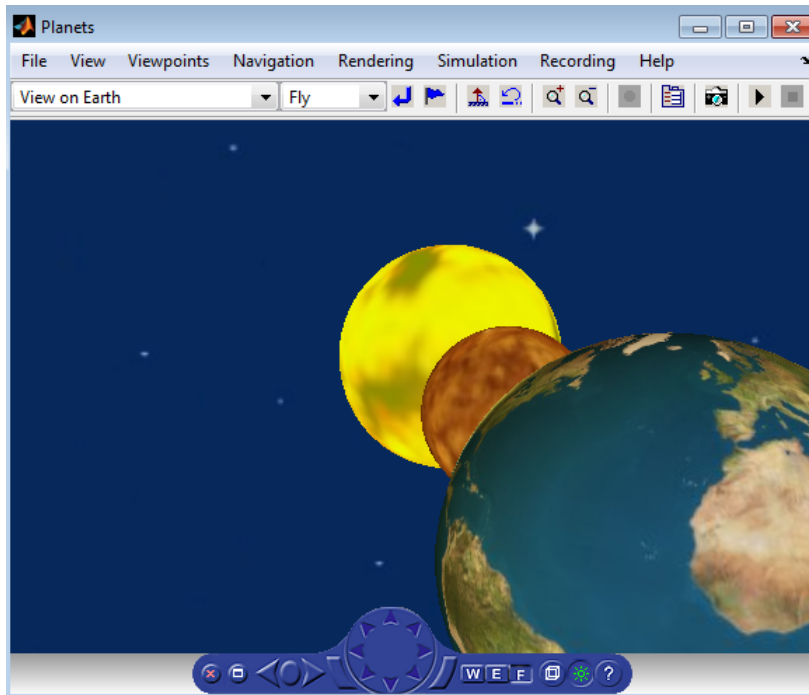 Planets
File View Viewpoints Navigation Rendering Simulation Recording Help
View on Earth Fly
W E F ?